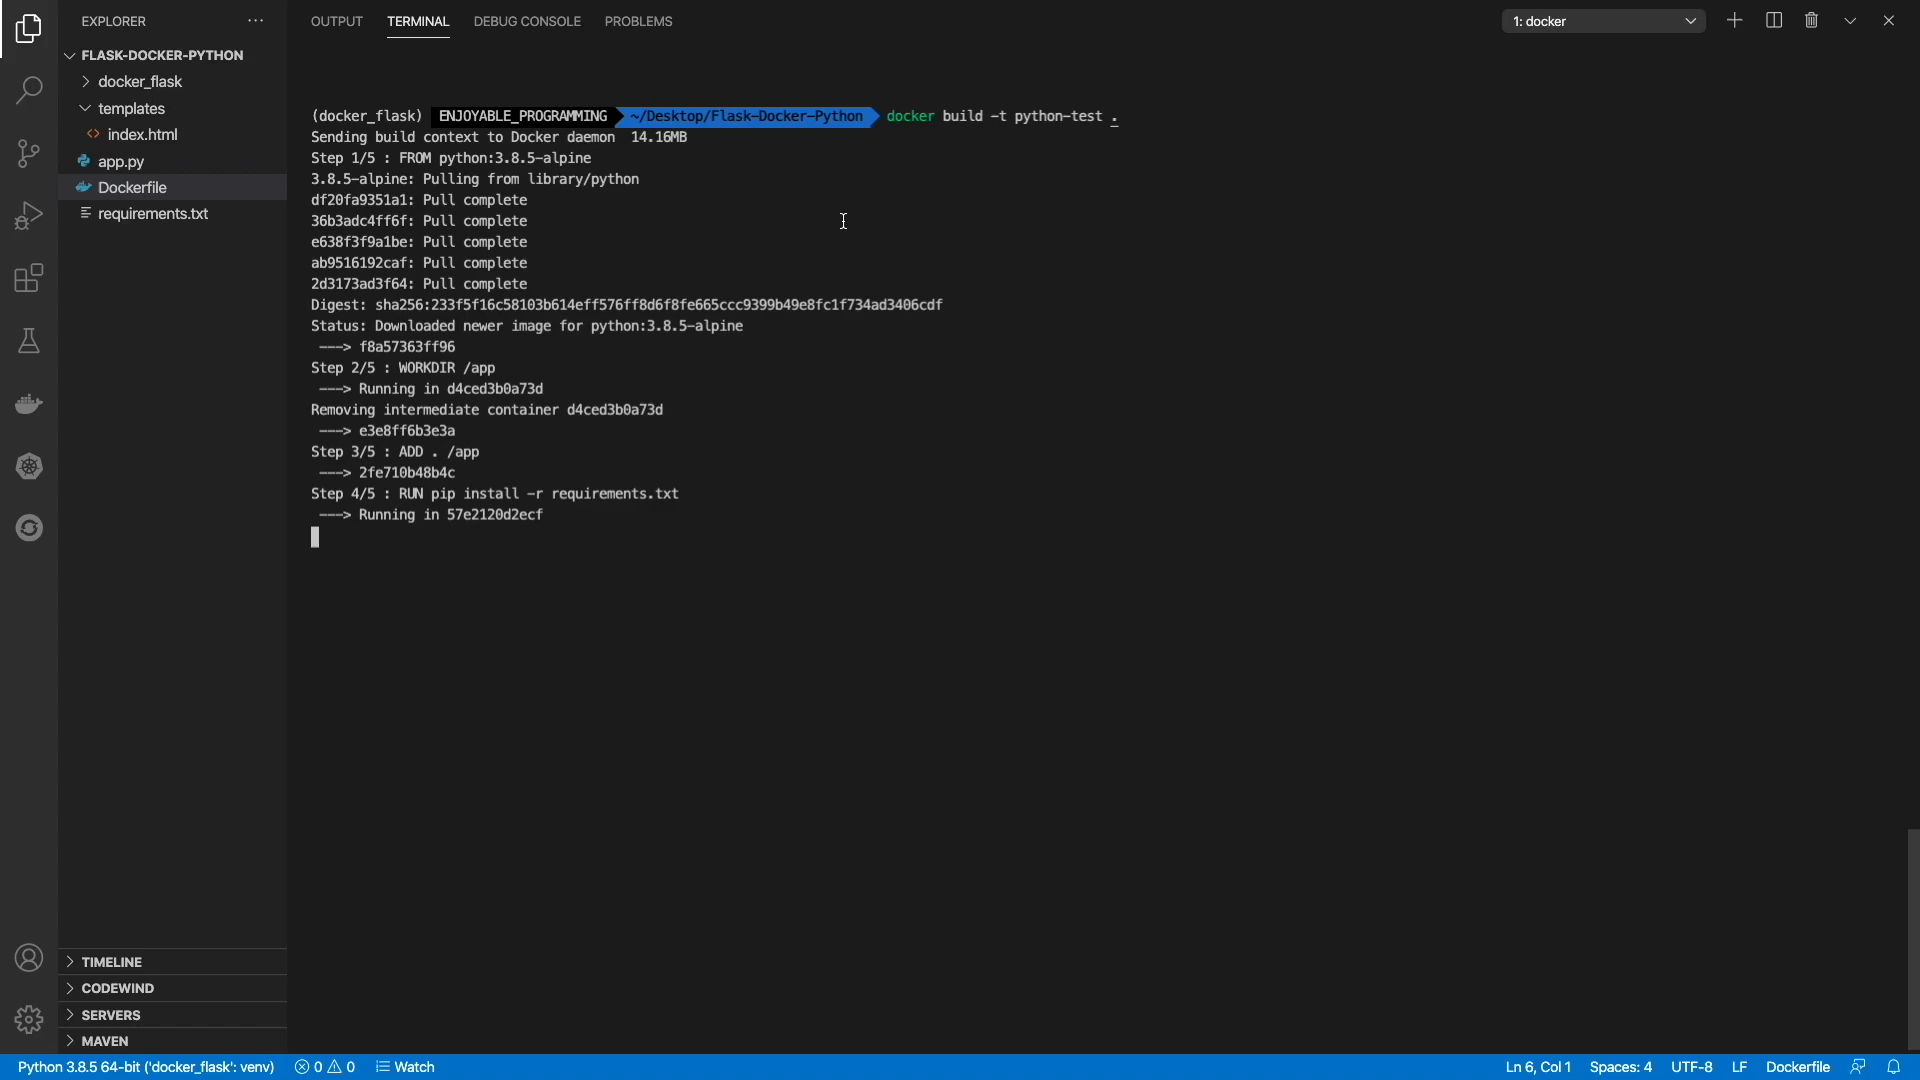 EXPLORER
OUTPUT TERMINAL DEBUG CONSOLE PROBLEMS
1: docker
FLASK-DOCKER-PYTHON
docker_flask
templates
index.html
app.py
Dockerfile
requirements.txt
(docker_flask) ENJOYABLE_PROGRAMMING ~/Desktop/Flask-Docker-Python docker build -t python-test .
Sending build context to Docker daemon 14.16MB
Step 1/5 : FROM python:3.8.5-alpine
3.8.5-alpine: Pulling from library/python
df20fa9351a1: Pull complete
36b3adc4ff6f: Pull complete
e638f3f9a1be: Pull complete
ab9516192caf: Pull complete
2d3173ad3f64: Pull complete
Digest: sha256:233f5f16c58103b614eff576ff8d6f8fe665ccc9399b49e8fc1f734ad3406cdf
Status: Downloaded newer image for python:3.8.5-alpine
---> f8a57363ff96
Step 2/5 : WORKDIR /app
---> Running in d4ced3b0a73d
Removing intermediate container d4ced3b0a73d
---> e3e8ff6b3e3a
Step 3/5 : ADD . /app
---> 2fe710b48b4c
Step 4/5 : RUN pip install -r requirements.txt
---> Running in 57e2120d2ecf
TIMELINE
CODEWIND
SERVERS
MAVEN
Python 3.8.5 64-bit ('docker_flask': venv) 0 0 Watch Ln 6, Col 1 Spaces: 4 UTF-8 LF Dockerfile